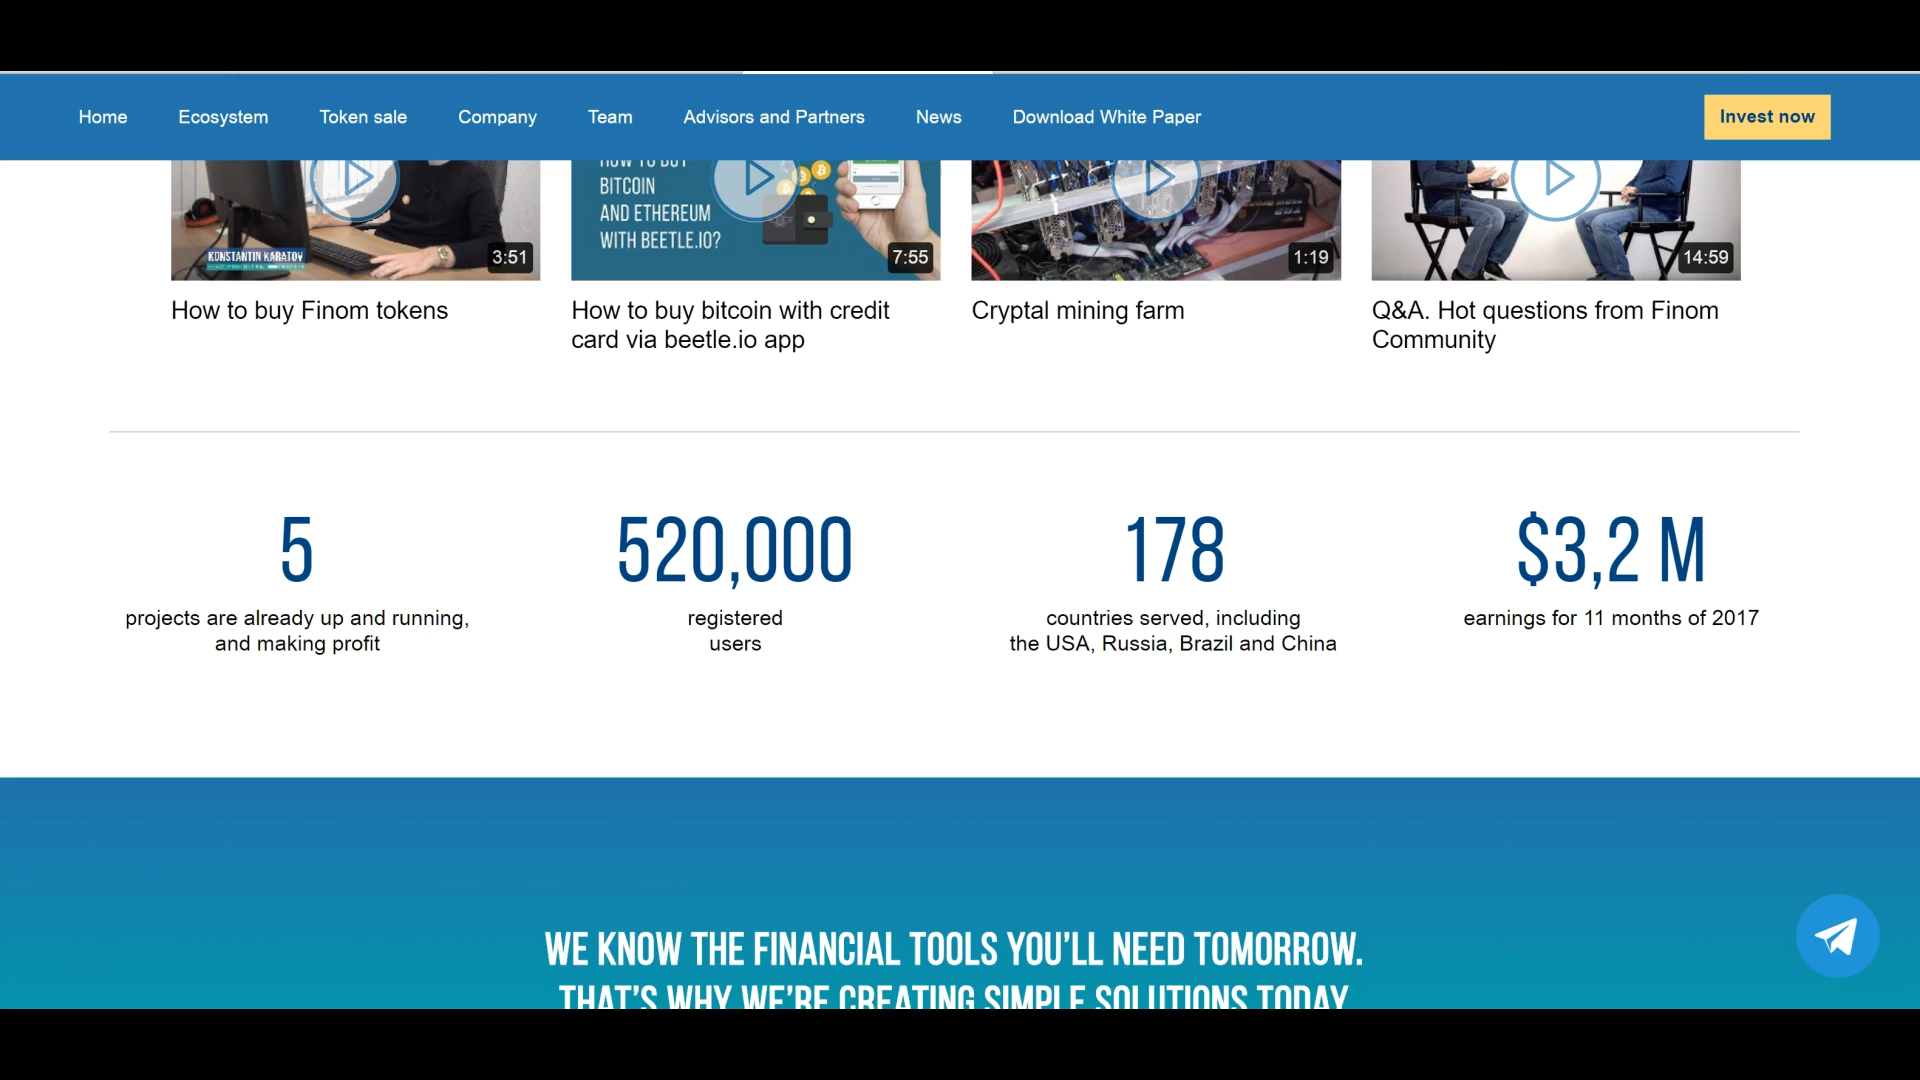 Home Ecosystem Token sale Company Team Advisors and Partners News Download White Paper Invest now
HOW TO BUY
BITCOIN
AND ETHEREUM
WITH BEETLE.IO?
KONSTANTIN KARATOV
3:51
7:55
1:19
14:59
How to buy Finom tokens
How to buy bitcoin with credit
card via beetle.io app
Cryptal mining farm
Q&A. Hot questions from Finom
Community
5
projects are already up and running,
and making profit
520,000
registered
users
178
countries served, including
the USA, Russia, Brazil and China
$3,2 M
earnings for 11 months of 2017
WE KNOW THE FINANCIAL TOOLS YOU'LL NEED TOMORROW.
THAT'S WHY WE'RE CREATING SIMPLE SOLUTIONS TODAY